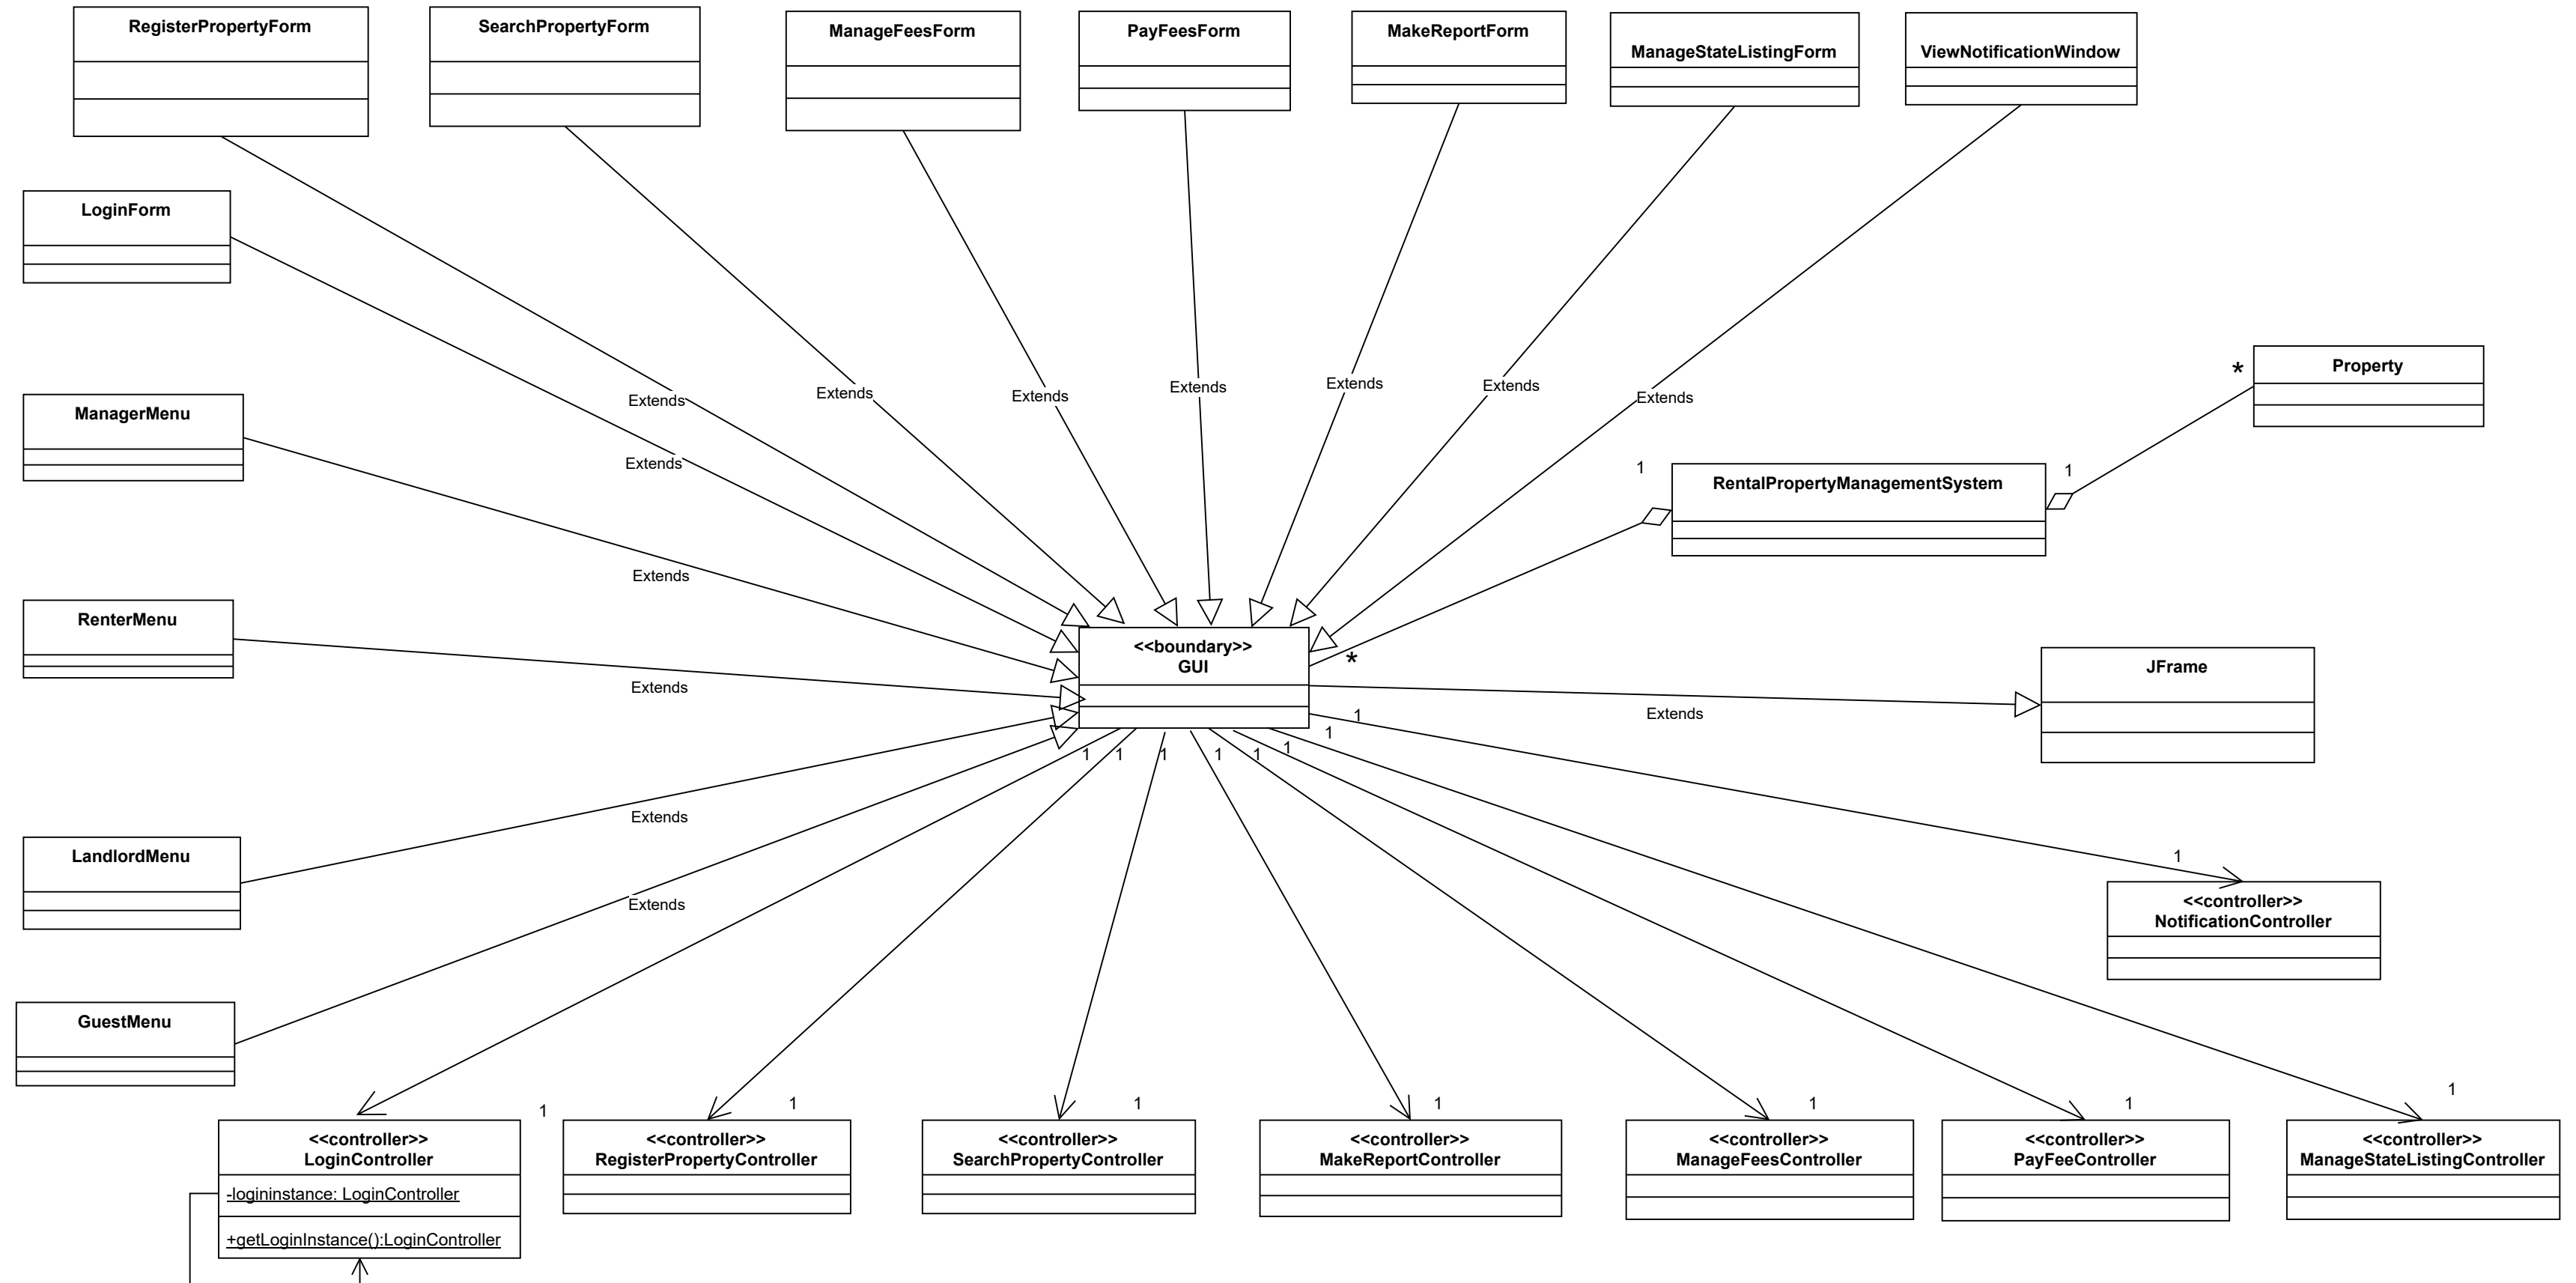 RegisterPropertyForm
SearchPropertyForm
ManageFeesForm
PayFeesForm
MakeReportForm
ManageStateListingForm
ViewNotificationWindow
LoginForm
Property
*
ManagerMenu
Extends
Extends
Extends
Extends
Extends
Extends
Extends
Extends
1
1
RentalPropertyManagementSystem
Extends
RenterMenu
<<boundary>>
GUI
*
JFrame
Extends
Extends
1
1
1
1
1
1
1
1
1
Extends
LandlordMenu
1
Extends
<<controller>>
NotificationController
GuestMenu
1
1
1
1
1
1
1
<<controller>>
LoginController
-logininstance: LoginController
+getLoginInstance():LoginController
<<controller>>
RegisterPropertyController
<<controller>>
SearchPropertyController
<<controller>>
MakeReportController
<<controller>>
ManageFeesController
<<controller>>
PayFeeController
<<controller>>
ManageStateListingController